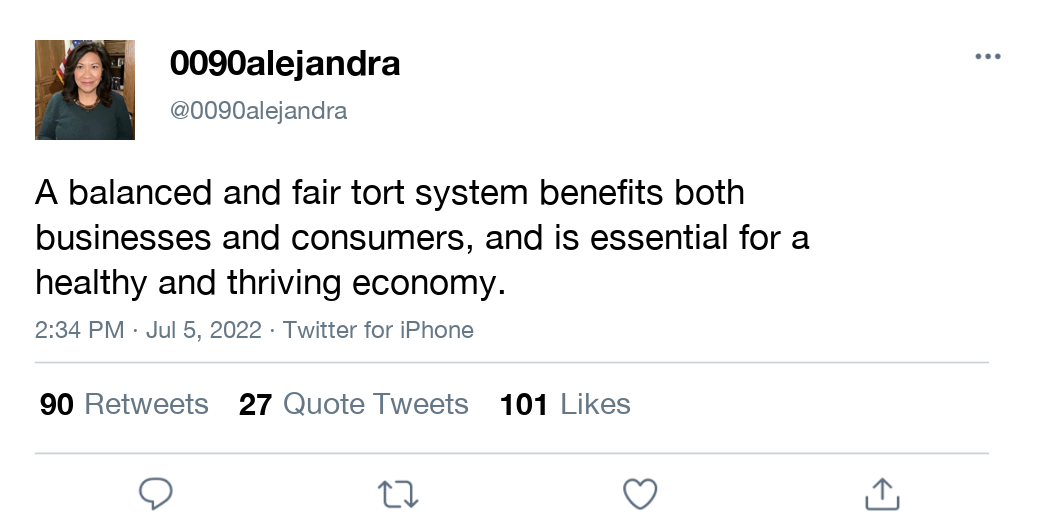 0090alejandra
@0090alejandra
A balanced and fair tort system benefits both
businesses and consumers, and is essential for a
healthy and thriving economy.
2:34 PM · Jul 5, 2022 · Twitter for iPhone
90 Retweets 27 Quote Tweets 101 Likes